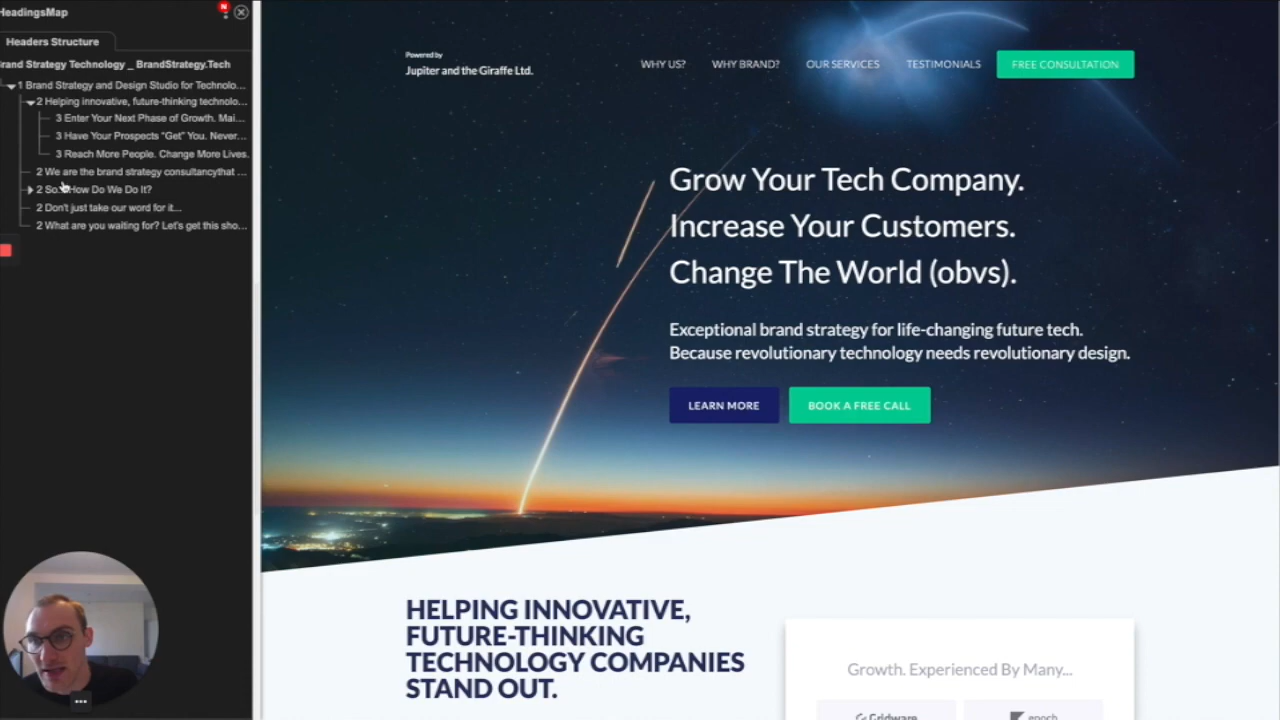 HeadingsMap
Headers Structure
Brand Strategy Technology _ BrandStrategy.Tech
1 Brand Strategy and Design Studio for Technolo...
2 Helping innovative, future-thinking technolo...
3 Enter Your Next Phase of Growth. Mai...
3 Have Your Prospects “Get” You. Never...
3 Reach More People. Change More Lives.
2 We are the brand strategy consultancythat ...
2 So... How Do We Do It?
2 Don't just take our word for it...
2 What are you waiting for? Let's get this sho...
Powered by
Jupiter and the Giraffe Ltd.
WHY US?
WHY BRAND?
OUR SERVICES
TESTIMONIALS
FREE CONSULTATION
Grow Your Tech Company.
Increase Your Customers.
Change The World (obvs).
Exceptional brand strategy for life-changing future tech.
Because revolutionary technology needs revolutionary design.
LEARN MORE
BOOK A FREE CALL
HELPING INNOVATIVE,
FUTURE-THINKING
TECHNOLOGY COMPANIES
STAND OUT.
Growth. Experienced By Many...
Gridware
epoch